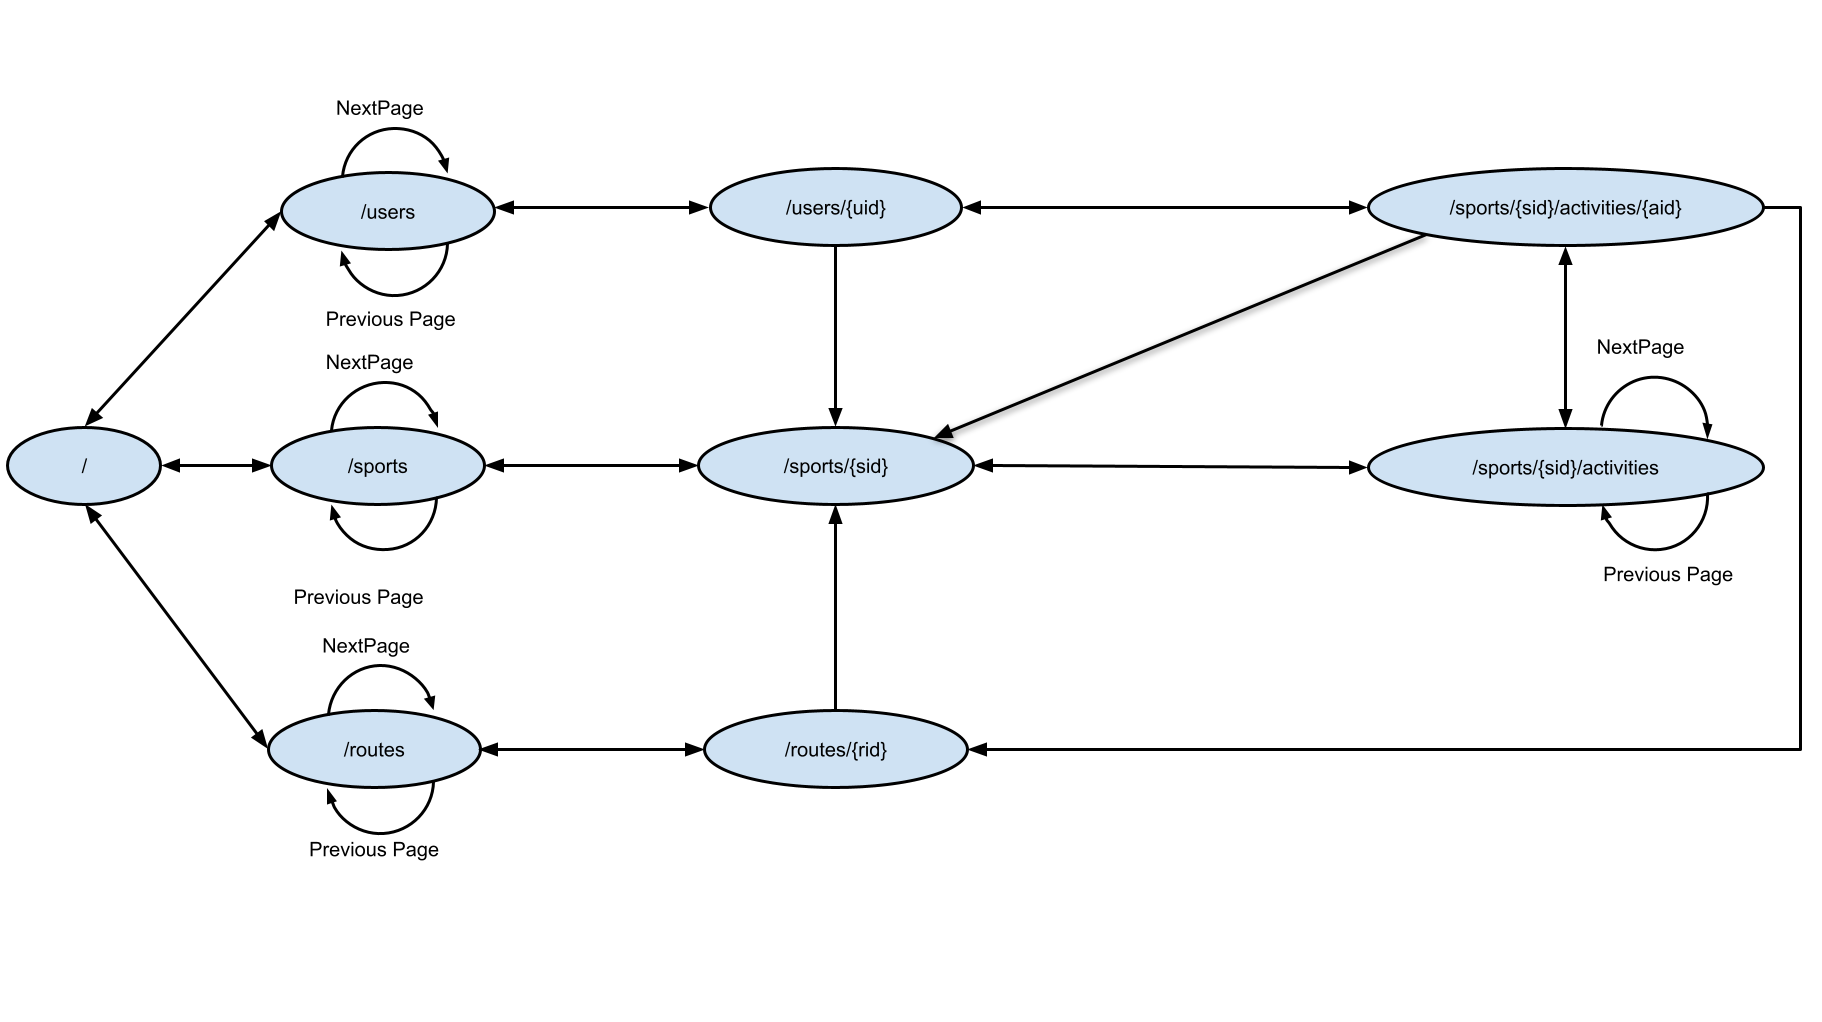 NextPage
/users
/users/{uid}
/sports/{sid}/activities/{aid}
Previous Page
NextPage
NextPage
/
/sports
/sports/{sid}
/sports/{sid}/activities
Previous Page
Previous Page
NextPage
/routes
/routes/{rid}
Previous Page